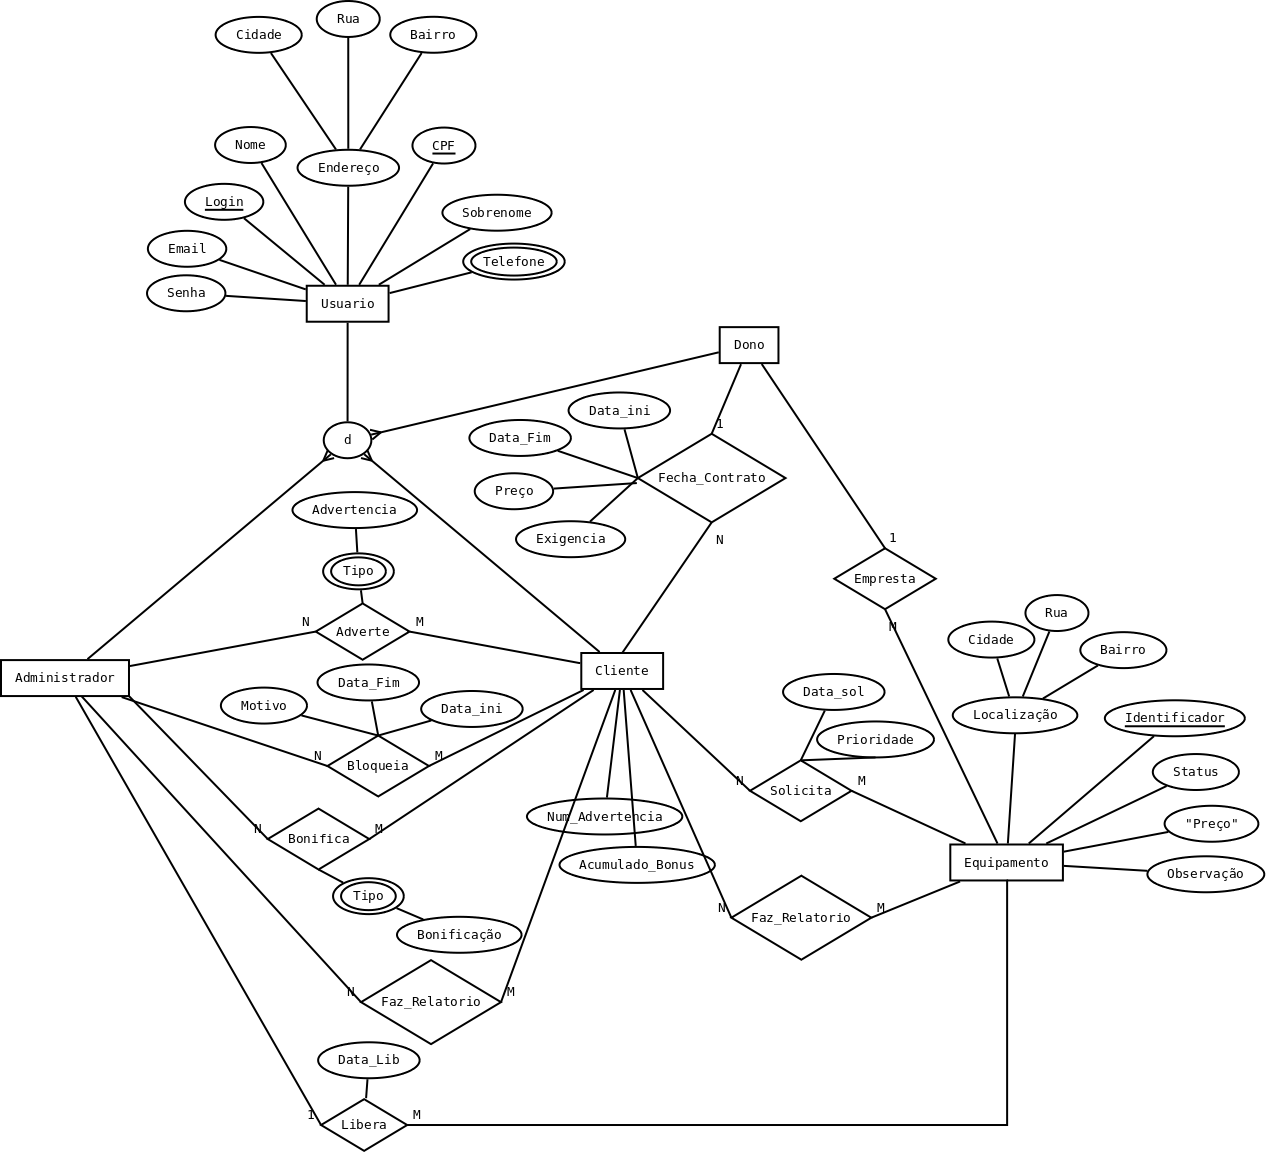 Rua
Cidade
Bairro
Nome
CPF
Endereço
Login
Sobrenome
Email
Telefone
Senha
Usuario
Dono
Data_ini
1
Data_Fim
d
Fecha_Contrato
Preço
Advertencia
Exigencia
N
1
Tipo
Empresta
Rua
N
M
Adverte
M
Cidade
Bairro
Administrador
Cliente
Data_Fim
Data_sol
Motivo
Data_ini
Localização
Identificador
Prioridade
N
M
Bloqueia
Status
N
M
Solicita
Num_Advertencia
"Preço"
N
M
Bonifica
Acumulado_Bonus
Equipamento
Observação
Tipo
N
M
Faz_Relatorio
Bonificação
N
M
Faz_Relatorio
Data_Lib
1
M
Libera